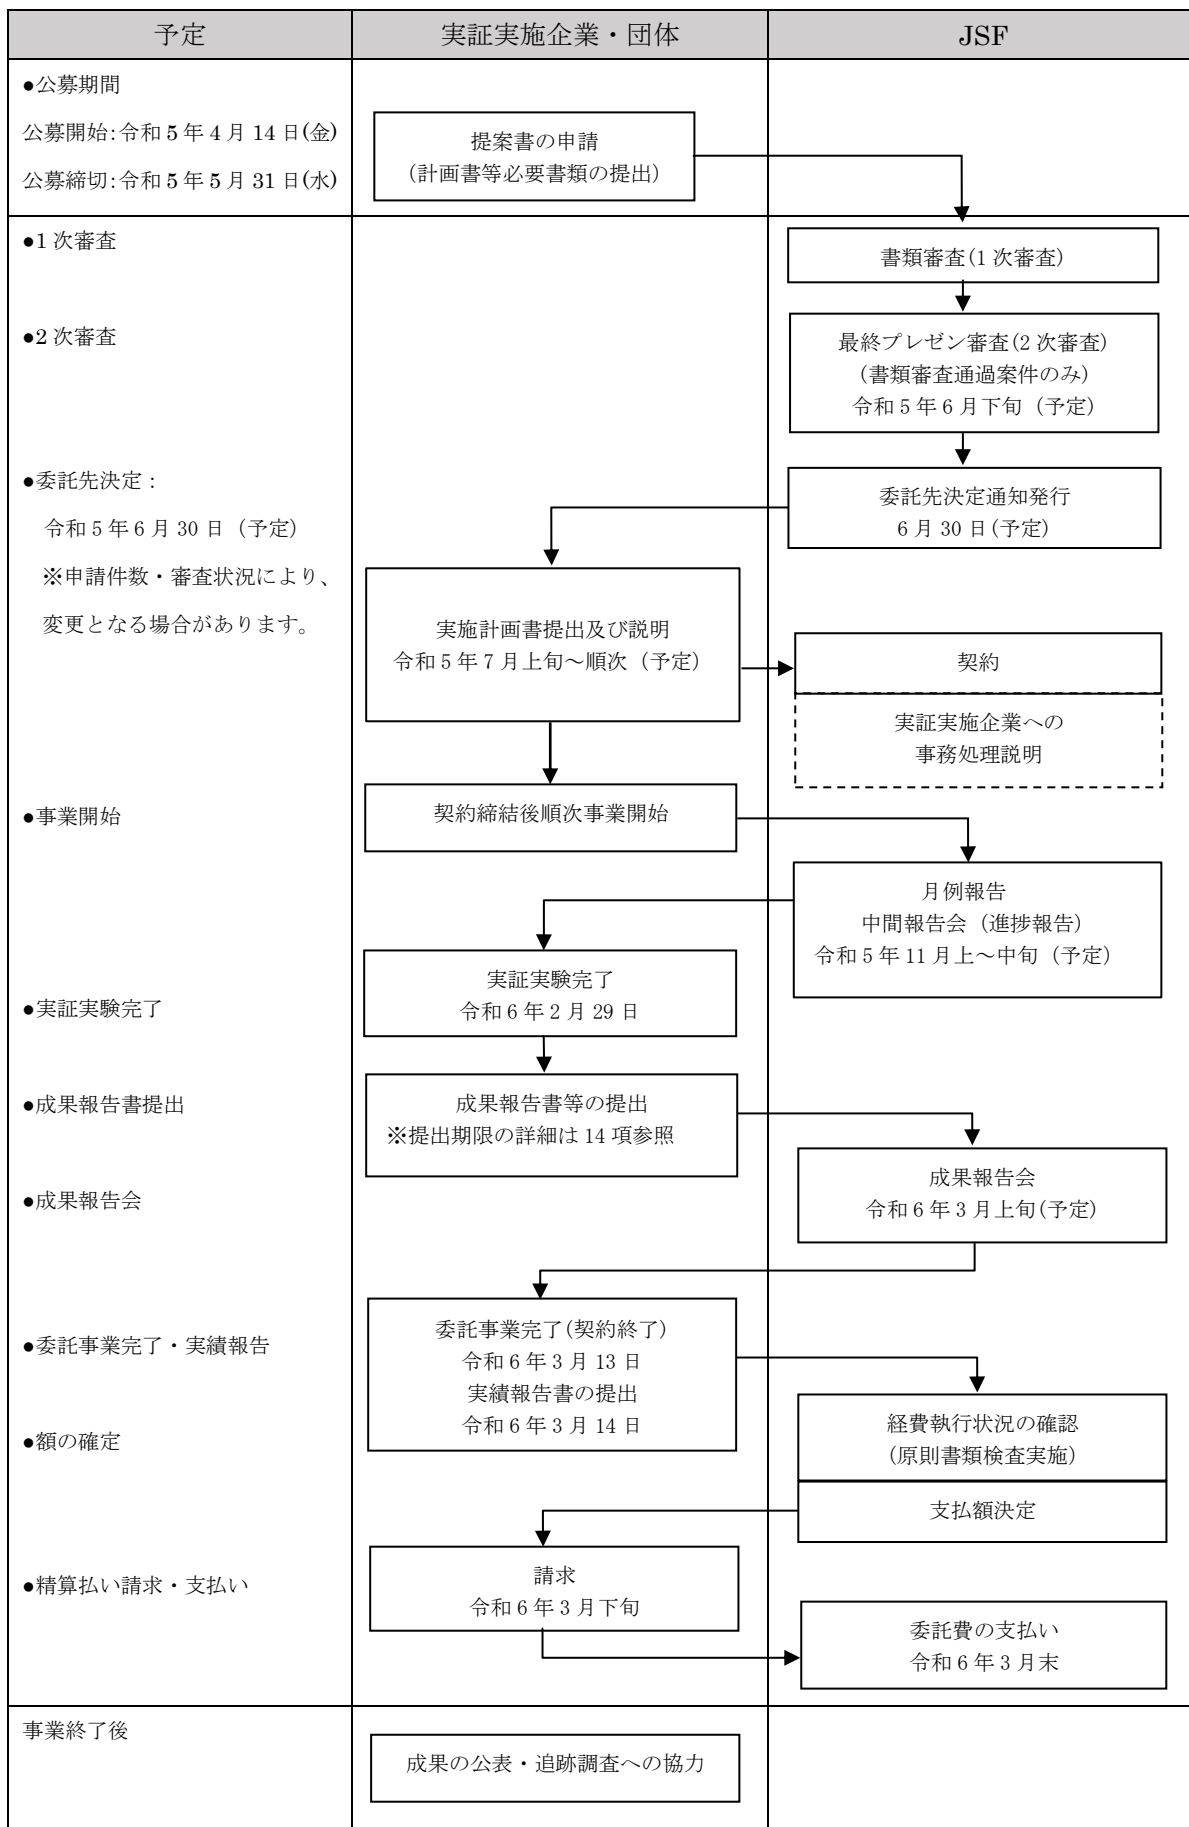 予定
実証実施企業・団体
JSF
●公募期間
公募開始:令和5年4月14日(金)
公募締切:令和5年5月31日(水)
提案書の申請
(計画書等必要書類の提出)
●1次審査
書類審査(1次審査)
●2次審査
最終プレゼン審査(2次審査)
(書類審査通過案件のみ)
令和5年6月下旬（予定）
●委託先決定：
令和5年6月30日（予定）
※申請件数・審査状況により、
変更となる場合があります。
委託先決定通知発行
6月30日(予定)
実施計画書提出及び説明
令和5年7月上旬～順次（予定）
契約
実証実施企業への
事務処理説明
●事業開始
契約締結後順次事業開始
月例報告
中間報告会（進捗報告）
令和5年11月上～中旬（予定）
●実証実験完了
実証実験完了
令和6年2月29日
●成果報告書提出
成果報告書等の提出
※提出期限の詳細は14項参照
●成果報告会
成果報告会
令和6年3月上旬(予定)
●委託事業完了・実績報告
委託事業完了(契約終了)
令和6年3月13日
実績報告書の提出
令和6年3月14日
●額の確定
経費執行状況の確認
(原則書類検査実施)
支払額決定
●精算払い請求・支払い
請求
令和6年3月下旬
委託費の支払い
令和6年3月末
事業終了後
成果の公表・追跡調査への協力